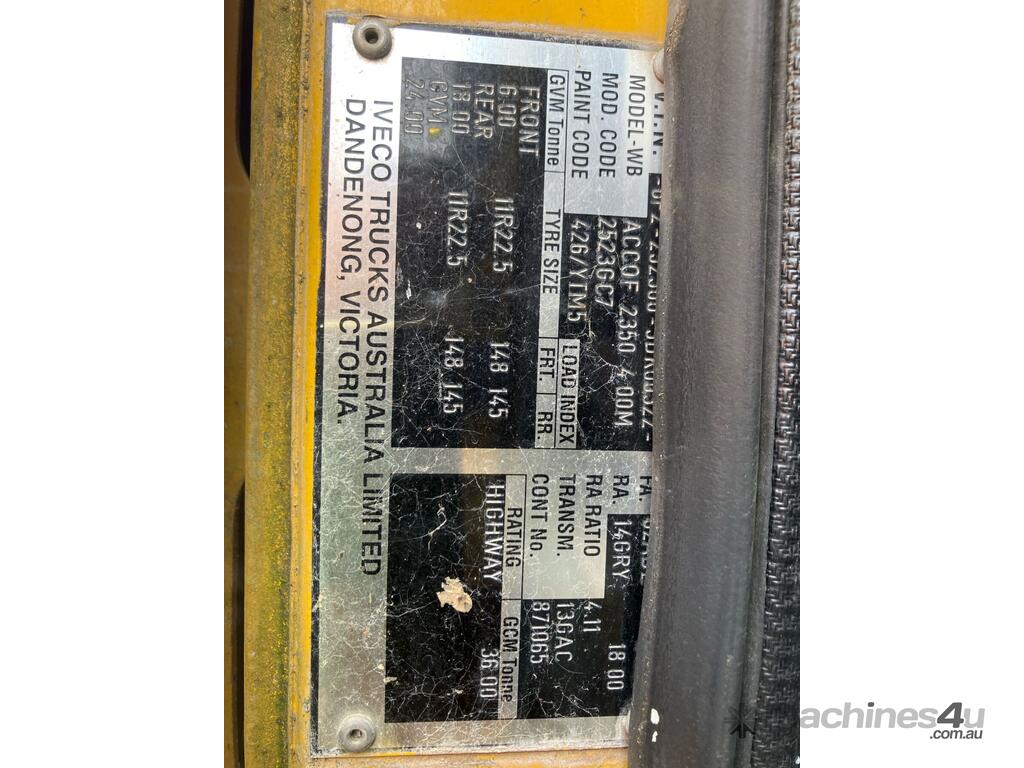 V.I.N.
MODEL-WB ACCOF 2350 4.00M
MOD. CODE 2523GC7
PAINT CODE 426/Y1M5
GVM Tonne TYRE SIZE LOAD INDEX
FRT. RR.
FRONT
6.00 11R22.5 148 145
REAR
18.00 11R22.5 148 145
GVM
24.00
RA. 14GRY. 18 00
RA RATIO 4.11
TRANSM. 13GAC
CONT No. 871065
RATING GCM Tonne
HIGHWAY 36.00
IVECO TRUCKS AUSTRALIA LIMITED
DANDENONG, VICTORIA.
machines4u
.com.au